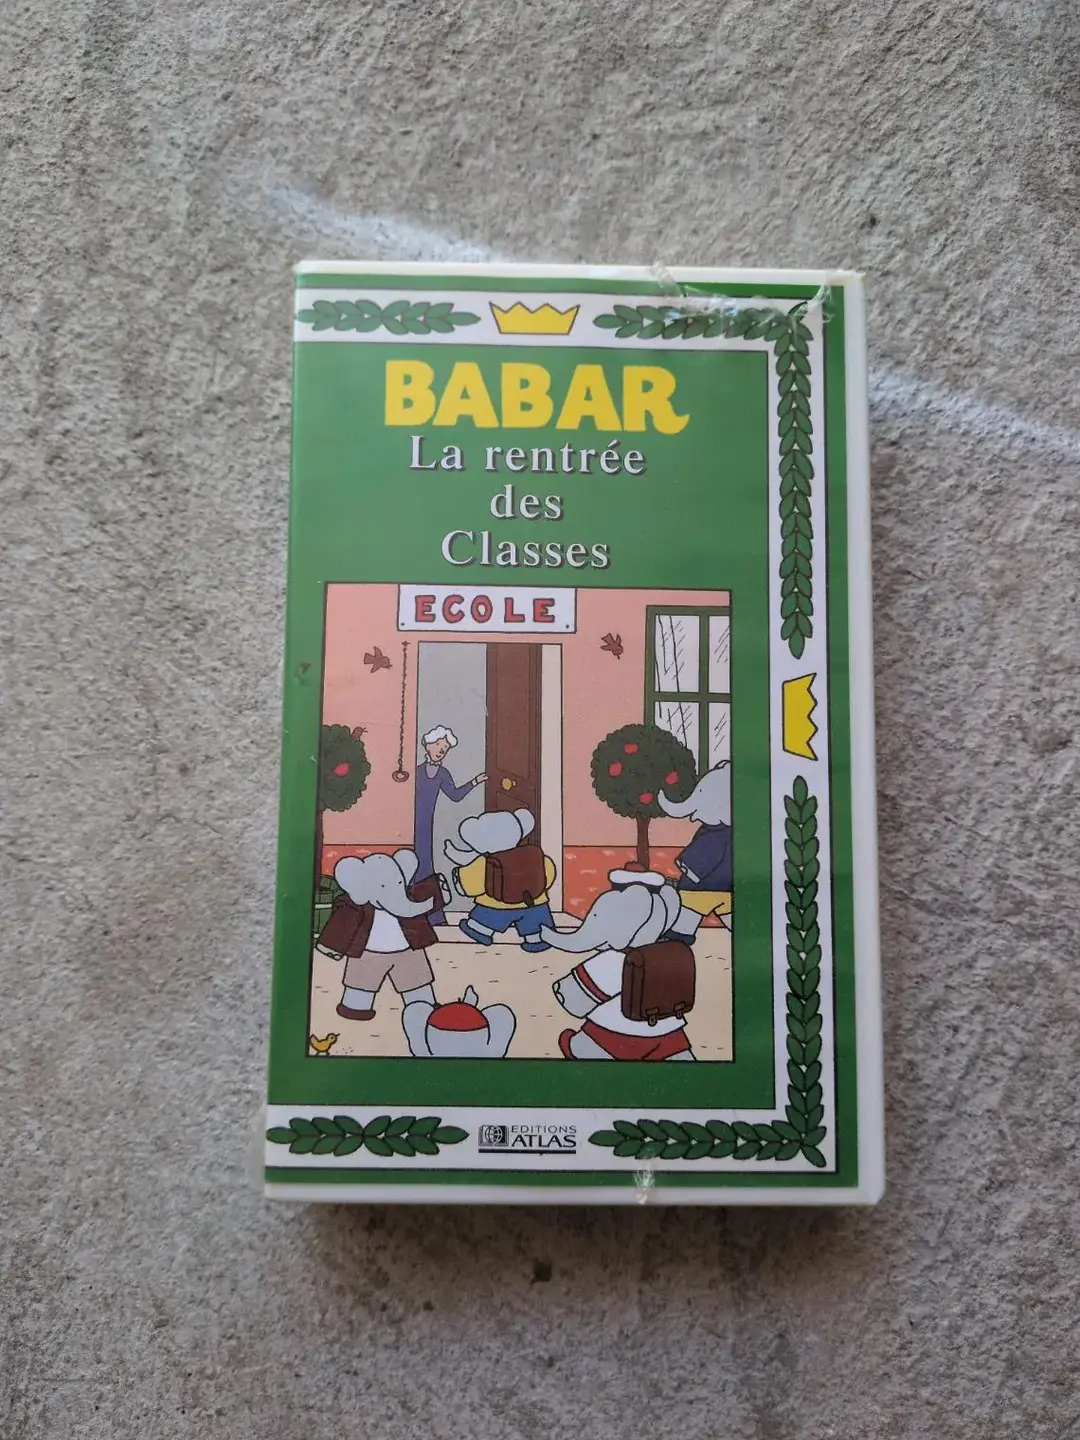 BABAR
La rentrée
des
Classes
ECOLE
EDITIONS
ATLAS